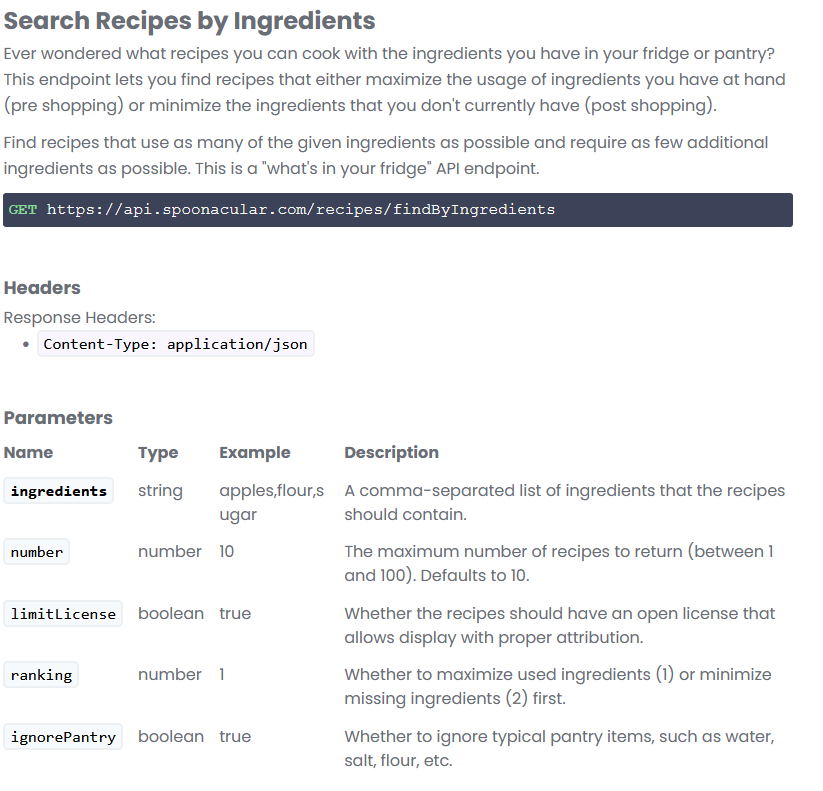 Search Recipes by Ingredients
Ever wondered what recipes you can cook with the ingredients you have in your fridge or pantry?
This endpoint lets you find recipes that either maximize the usage of ingredients you have at hand
(pre shopping) or minimize the ingredients that you don't currently have (post shopping).
Find recipes that use as many of the given ingredients as possible and require as few additional
ingredients as possible. This is a "what's in your fridge" API endpoint.
GET https://api.spoonacular.com/recipes/findByIngredients
Headers
Response Headers:
• Content-Type: application/json
Parameters
Name Type Example Description
ingredients string apples,flour,s A comma-separated list of ingredients that the recipes
ugar should contain.
number number 10 The maximum number of recipes to return (between 1
and 100). Defaults to 10.
limitLicense boolean true Whether the recipes should have an open license that
allows display with proper attribution.
ranking number 1 Whether to maximize used ingredients (1) or minimize
missing ingredients (2) first.
ignorePantry boolean true Whether to ignore typical pantry items, such as water,
salt, flour, etc.